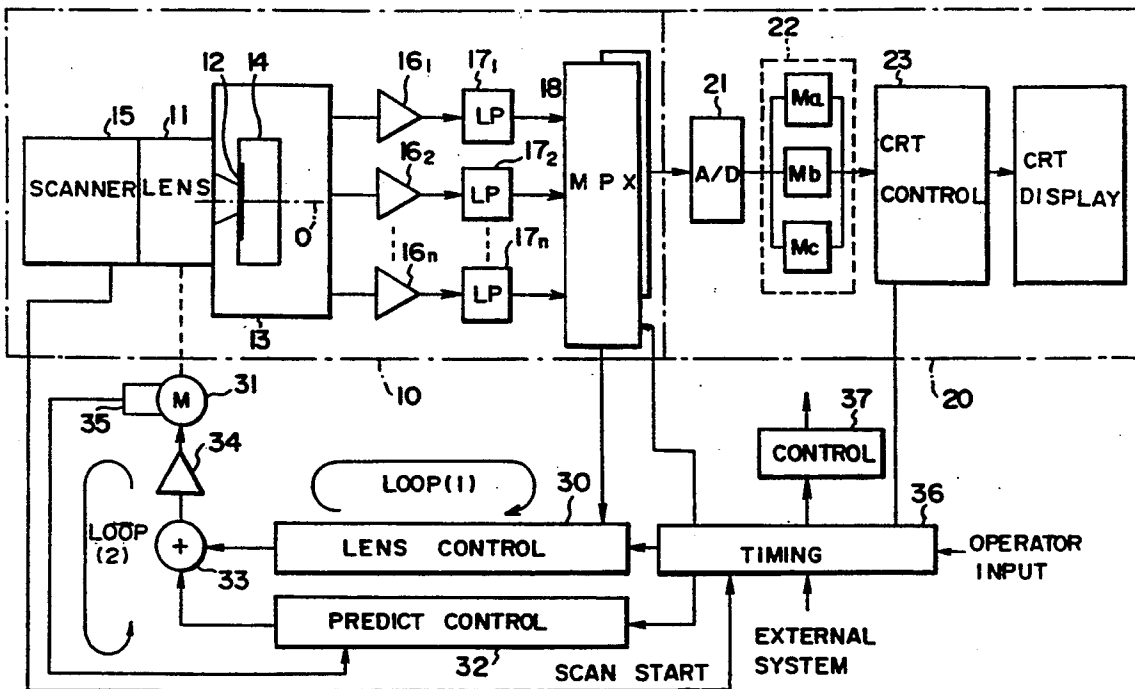 22
12 14 16₁ 17₁ 18 21 23
15 11 LP Ma
16₂ 17₂ CRT CRT
SCANNER LENS MPX A/D Mb CONTROL DISPLAY
LP
O 17n
16n LP Mc
13
31 10 37 20
M
35
34 CONTROL
LOOP(1) 30 36
LOOP
(2) + LENS CONTROL TIMING OPERATOR
INPUT
33
PREDICT CONTROL
EXTERNAL
SYSTEM
32 SCAN START